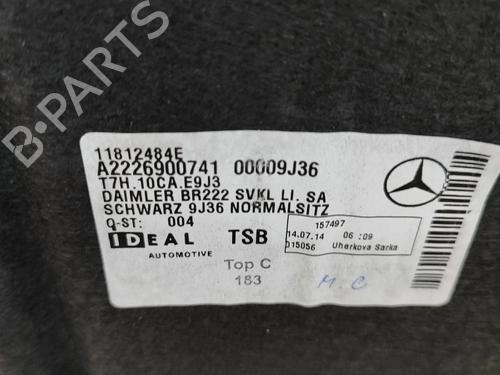 11812484E
A2226900741 00009J36
T7H.10CA.E9J3
DAIMLER BR222 SVKL LI. SA
SCHWARZ 9J36 NORMALSITZ
Q-ST: 004
157497
14.07.14 06:09
015056 Uherkova Sarka
IDEAL
AUTOMOTIVE
TSB
Top C
183
M.C
B-PARTS